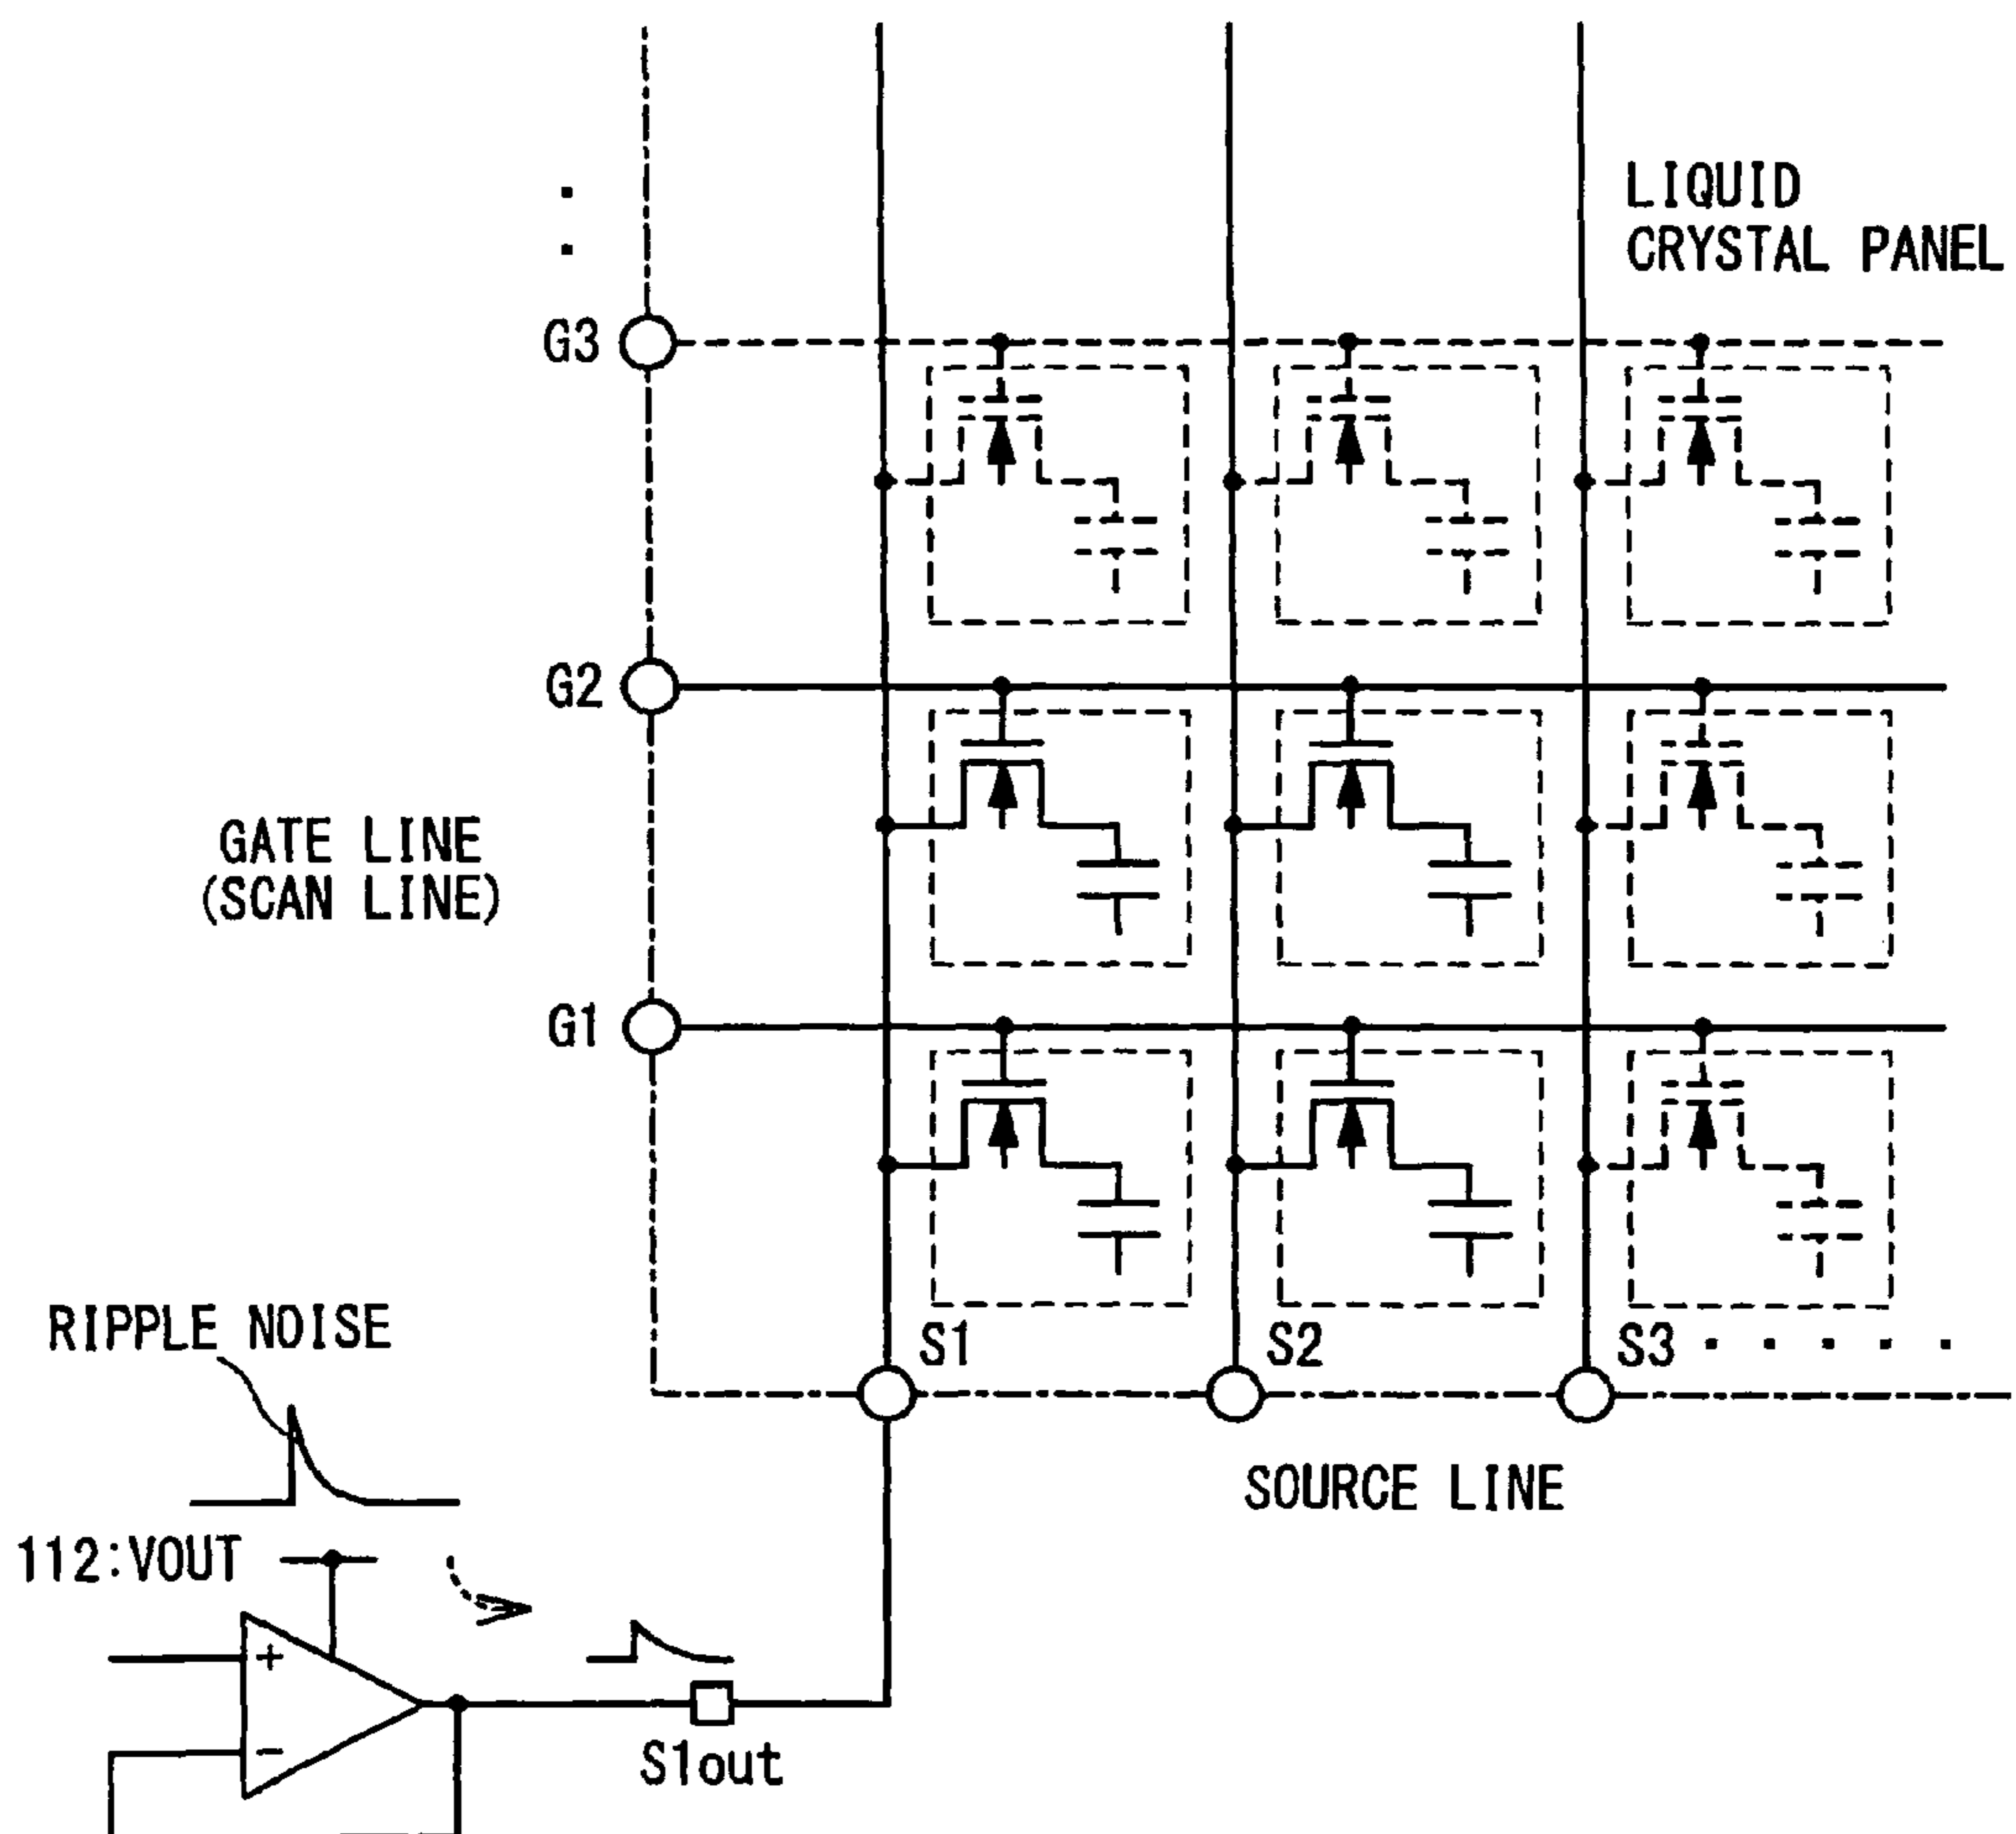 LIQUID
CRYSTAL PANEL
G3
G2
GATE LINE
(SCAN LINE)
G1
RIPPLE NOISE
S1
S2
S3 · · · · ·
SOURCE LINE
112:VOUT
+
−
S1out